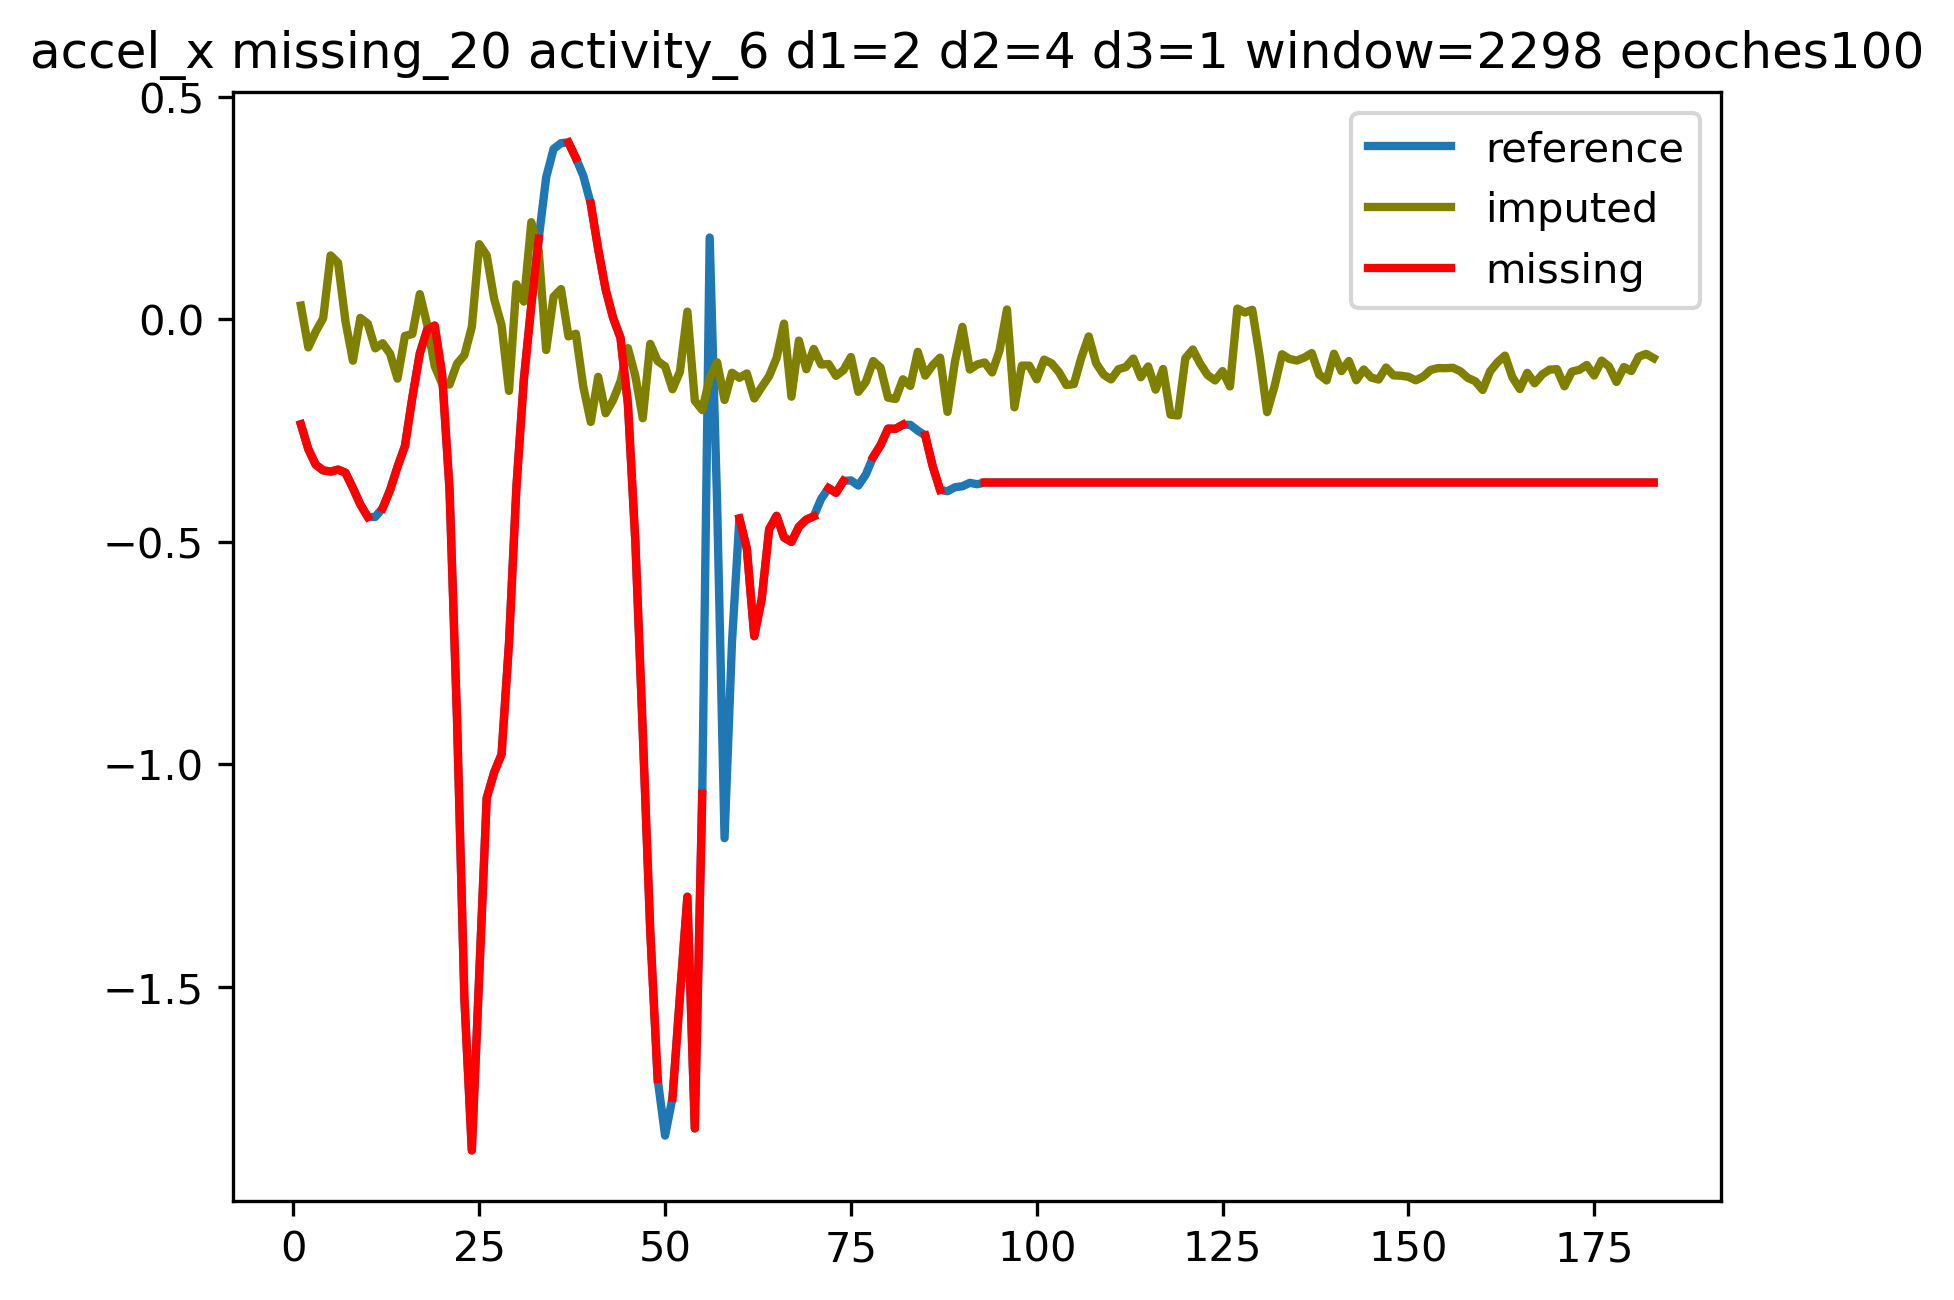 accel_x missing_20 activity_6 d1=2 d2=4 d3=1 window=2298 epoches100
reference
imputed
missing
0.5
0.0
−0.5
−1.0
−1.5
0 25 50 75 100 125 150 175